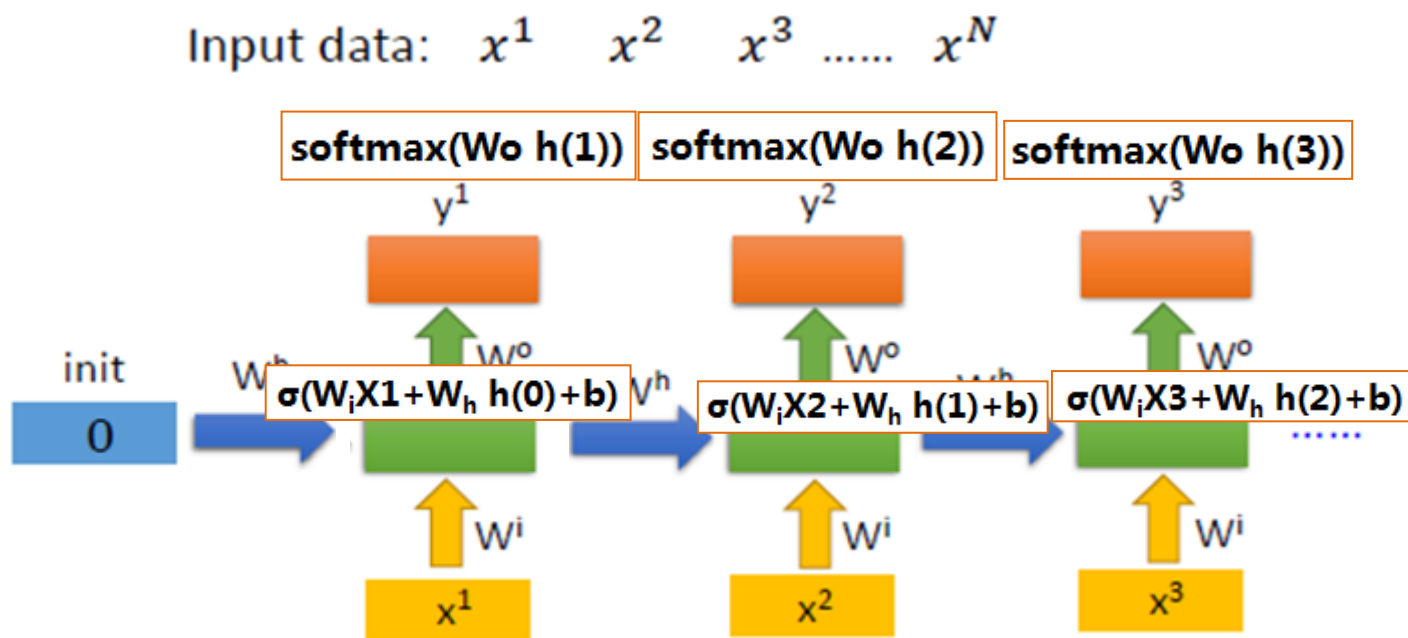 Input data: x¹ x² x³ ...... xᴺ
softmax(Wo h(1)) softmax(Wo h(2)) softmax(Wo h(3))
y¹ y² y³
init Wʰ Wᵒ Wʰ Wᵒ Wʰ Wᵒ
σ(WᵢX1+Wₕ h(0)+b) σ(WᵢX2+Wₕ h(1)+b) σ(WᵢX3+Wₕ h(2)+b)
0 ......
Wⁱ Wⁱ Wⁱ
x¹ x² x³